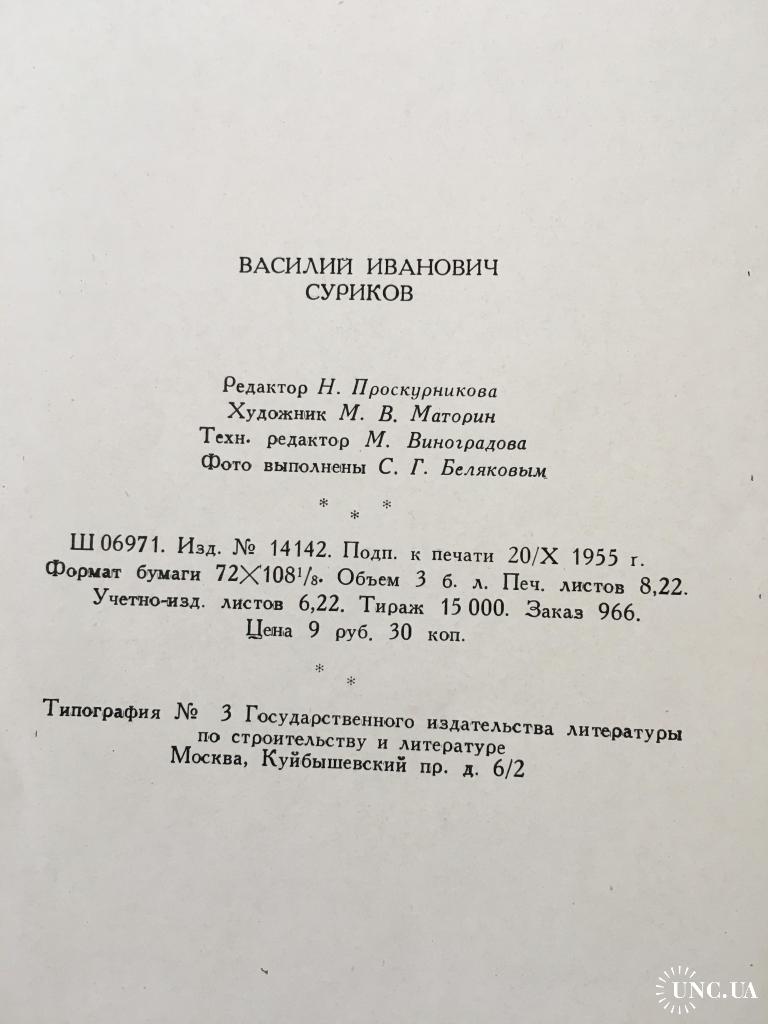 ВАСИЛИЙ ИВАНОВИЧ
СУРИКОВ
Редактор Н. Проскурникова
Художник М. В. Маторин
Техн. редактор М. Виноградова
Фото выполнены С. Г. Беляковым
* * *
Ш 06971. Изд. № 14142. Подп. к печати 20/X 1955 г.
Формат бумаги 72×108¹/₈. Объем 3 б. л. Печ. листов 8,22.
Учетно-изд. листов 6,22. Тираж 15 000. Заказ 966.
Цена 9 руб. 30 коп.
* *
Типография № 3 Государственного издательства литературы
по строительству и литературе
Москва, Куйбышевский пр. д. 6/2
UNC.UA